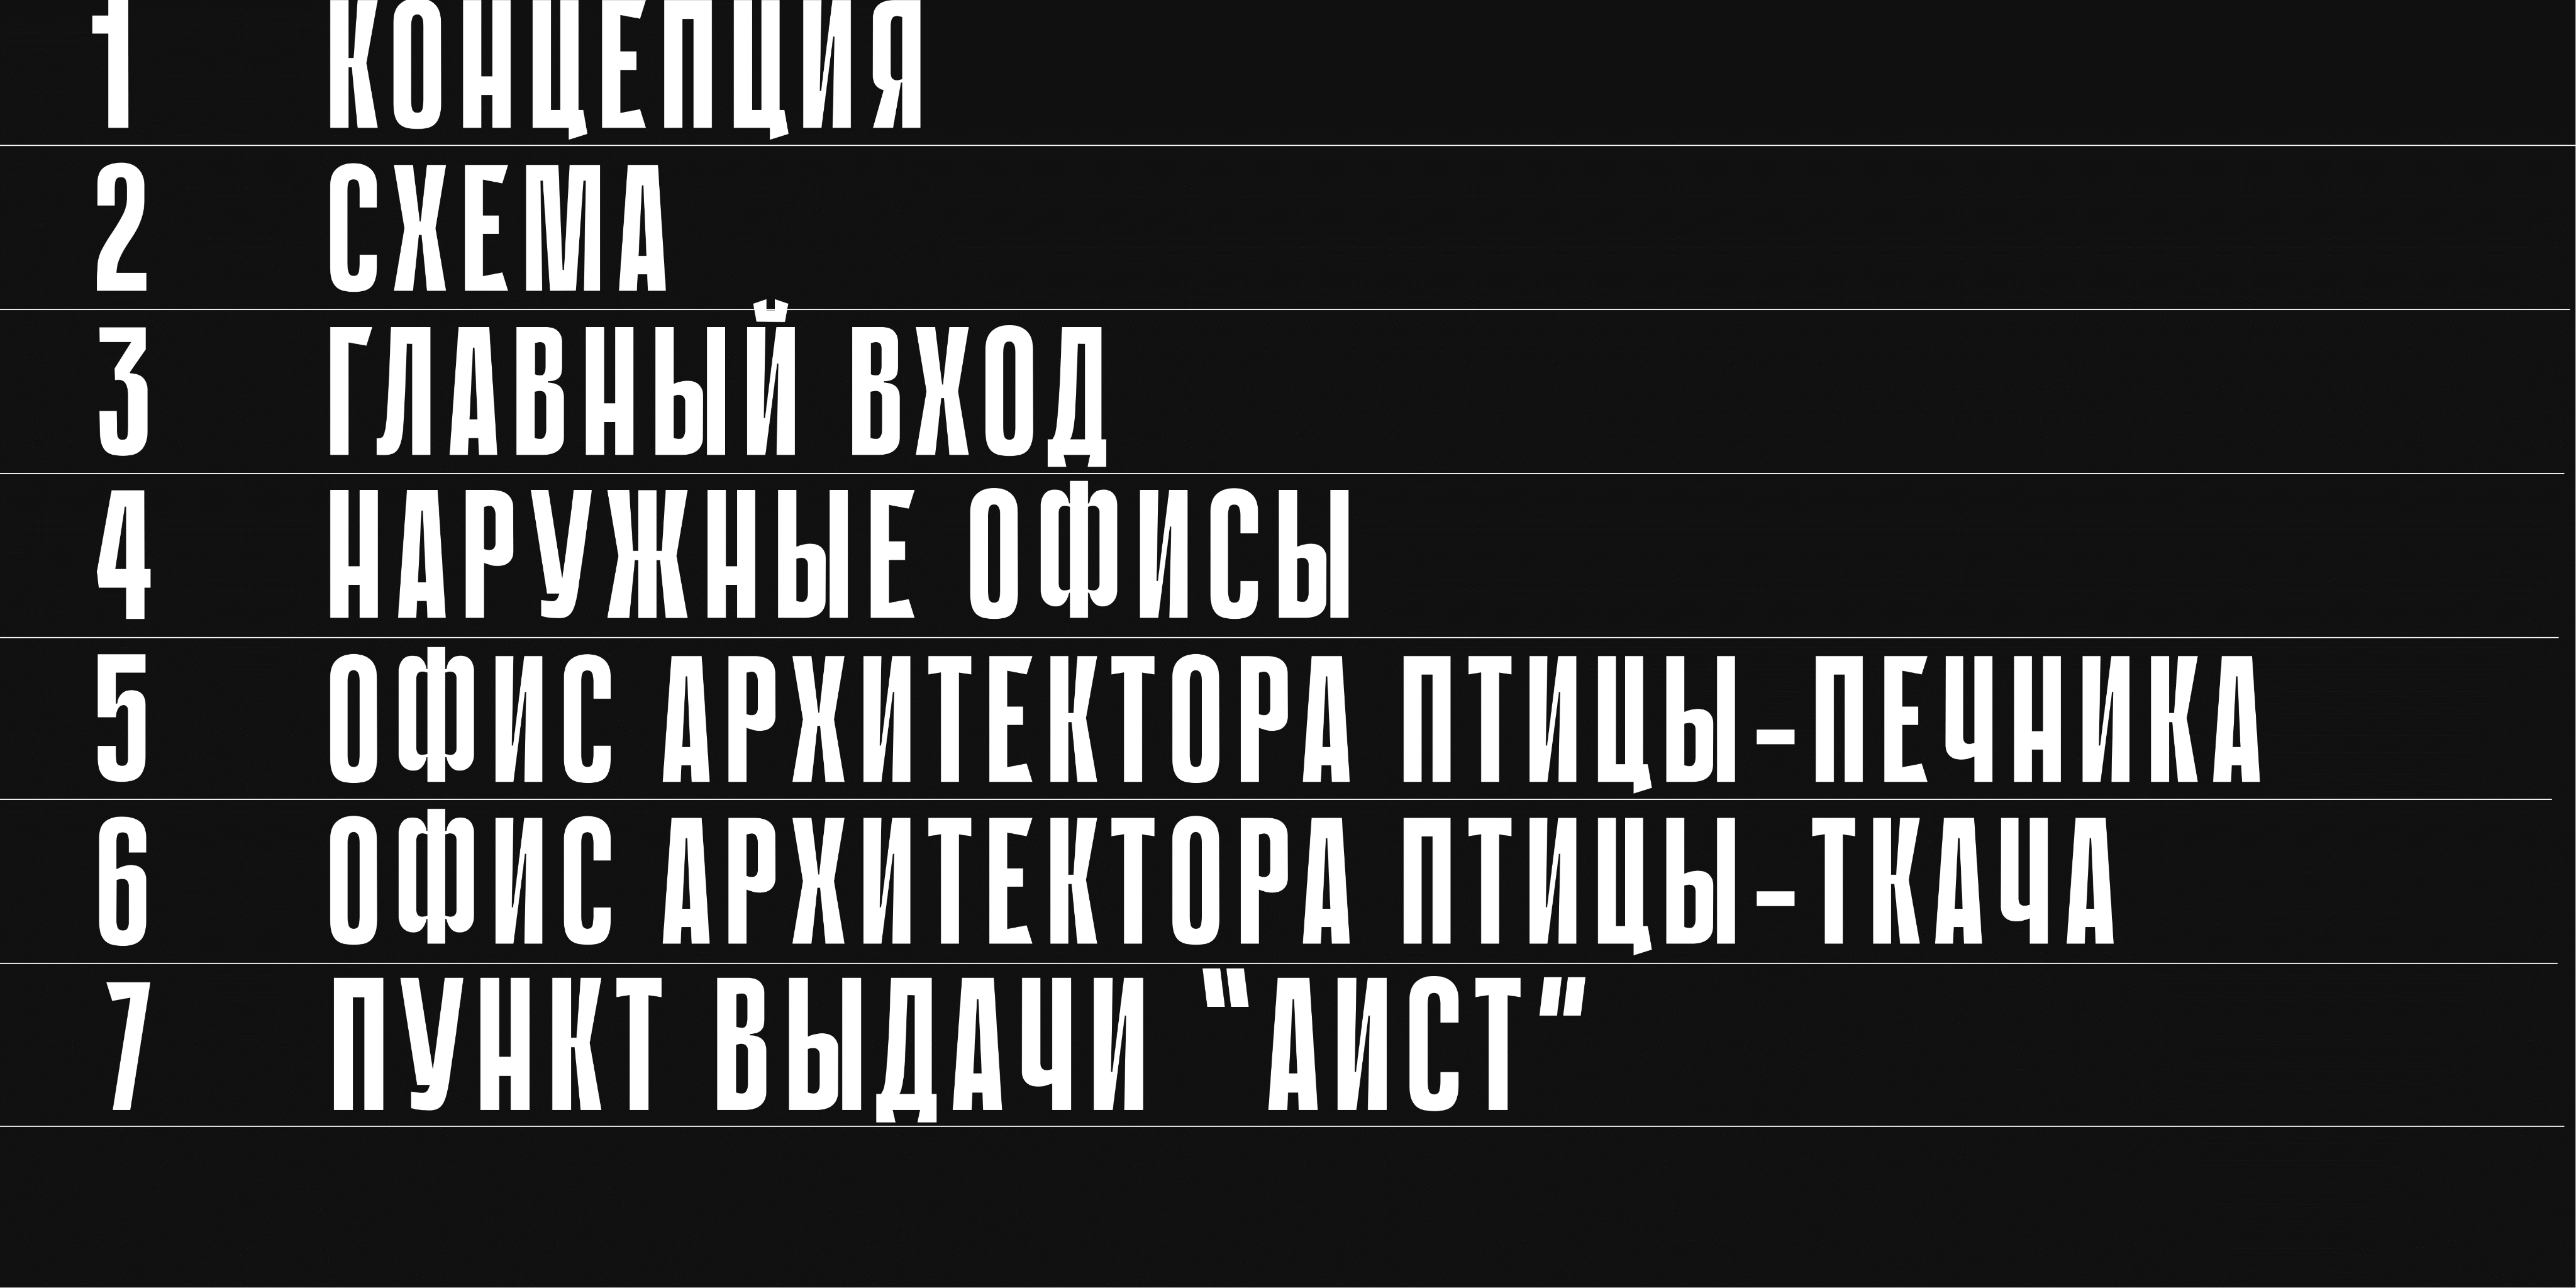 1 КОНЦЕПЦИЯ
2 СХЕМА
3 ГЛАВНЫЙ ВХОД
4 НАРУЖНЫЕ ОФИСЫ
5 ОФИС АРХИТЕКТОРА ПТИЦЫ-ПЕЧНИКА
6 ОФИС АРХИТЕКТОРА ПТИЦЫ-ТКАЧА
7 ПУНКТ ВЫДАЧИ “АИСТ”